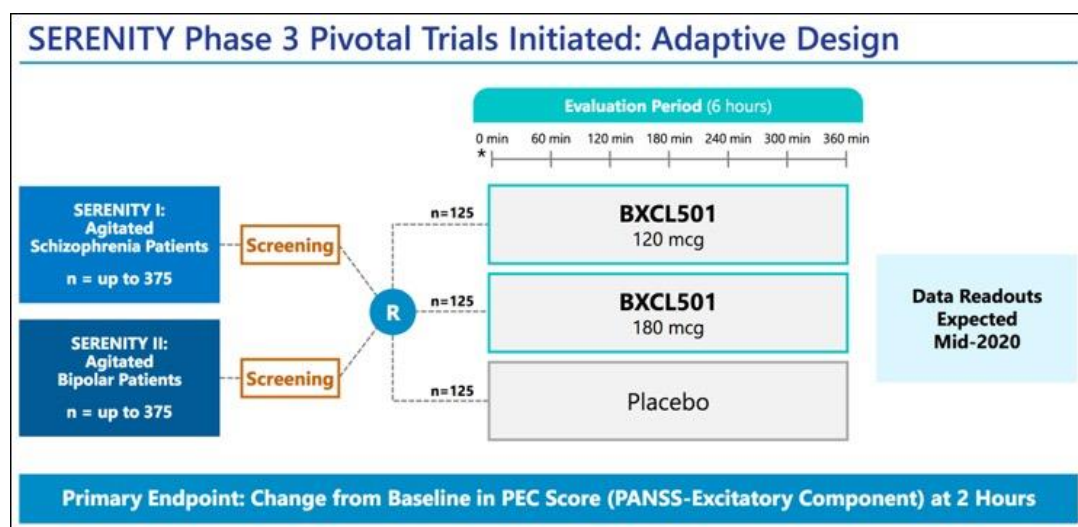 SERENITY Phase 3 Pivotal Trials Initiated: Adaptive Design
Evaluation Period (6 hours)
0 min 60 min 120 min 180 min 240 min 300 min 360 min
*
SERENITY I:
Agitated
Schizophrenia Patients
n = up to 375
Screening
SERENITY II:
Agitated
Bipolar Patients
n = up to 375
Screening
R
n=125
BXCL501
120 mcg
n=125
BXCL501
180 mcg
n=125
Placebo
Data Readouts
Expected
Mid-2020
Primary Endpoint: Change from Baseline in PEC Score (PANSS-Excitatory Component) at 2 Hours